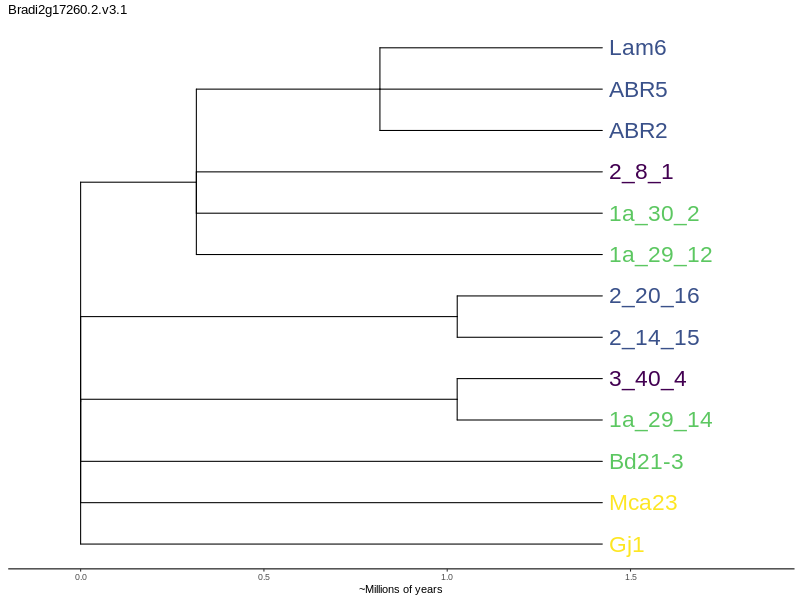 Bradi2g17260.2.v3.1
Lam6
ABR5
ABR2
2_8_1
1a_30_2
1a_29_12
2_20_16
2_14_15
3_40_4
1a_29_14
Bd21-3
Mca23
Gj1
0.0 0.5 1.0 1.5
~Millions of years